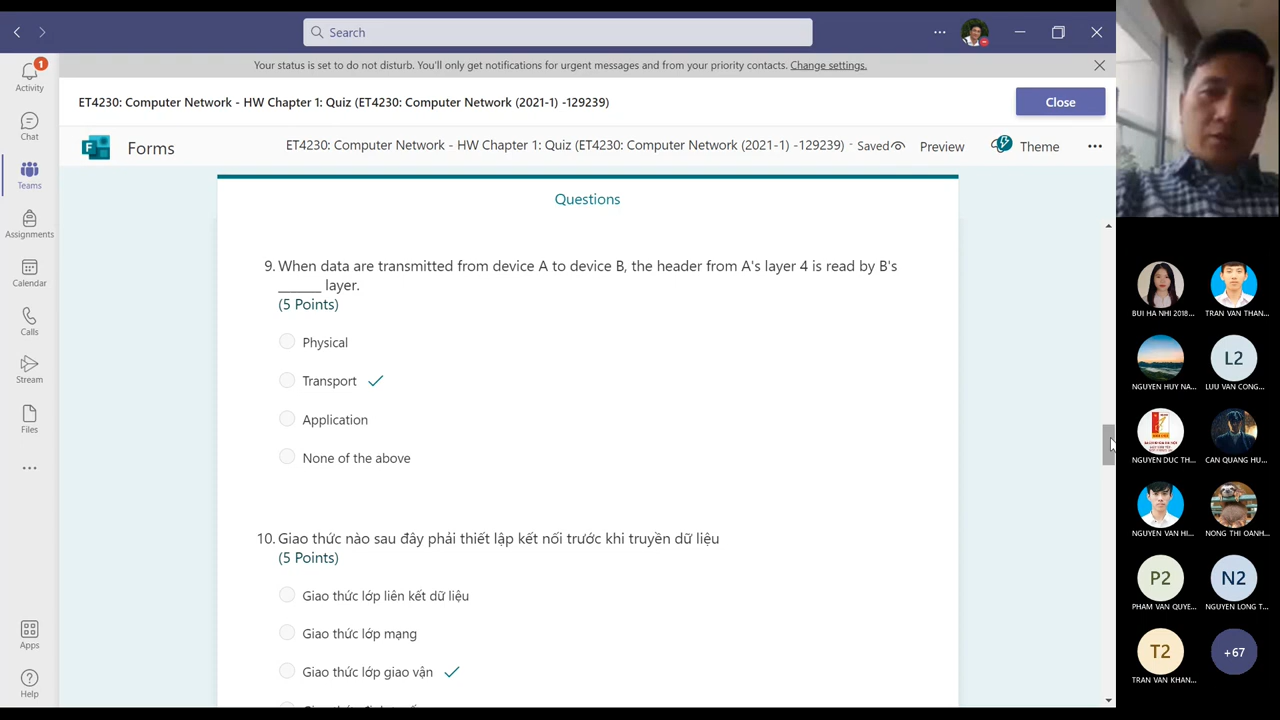 Search
Your status is set to do not disturb. You'll only get notifications for urgent messages and from your priority contacts. Change settings.
1
Activity
Chat
Teams
Assignments
Calendar
Calls
Stream
Files
Apps
Help
ET4230: Computer Network - HW Chapter 1: Quiz (ET4230: Computer Network (2021-1) -129239)
Close
F
Forms
ET4230: Computer Network - HW Chapter 1: Quiz (ET4230: Computer Network (2021-1) -129239) - Saved
Preview
Theme
Questions
9. When data are transmitted from device A to device B, the header from A's layer 4 is read by B's
______ layer.
(5 Points)
Physical
Transport
Application
None of the above
10. Giao thức nào sau đây phải thiết lập kết nối trước khi truyền dữ liệu
(5 Points)
Giao thức lớp liên kết dữ liệu
Giao thức lớp mạng
Giao thức lớp giao vận
BUI HA NHI 2018...
TRAN VAN THAN...
NGUYEN HUY NA...
L2
LUU VAN CONG...
NGUYEN DUC TH...
CAN QUANG HU...
NGUYEN VAN HI...
NONG THI OANH...
P2
PHAM VAN QUYE...
N2
NGUYEN LONG T...
T2
TRAN VAN KHAN...
+67